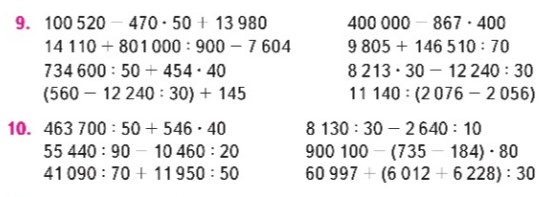 9. 100 520 − 470 · 50 + 13 980
14 110 + 801 000 : 900 − 7 604
734 600 : 50 + 454 · 40
(560 − 12 240 : 30) + 145
400 000 − 867 · 400
9 805 + 146 510 : 70
8 213 · 30 − 12 240 : 30
11 140 : (2 076 − 2 056)
10. 463 700 : 50 + 546 · 40
55 440 : 90 − 10 460 : 20
41 090 : 70 + 11 950 : 50
8 130 : 30 − 2 640 : 10
900 100 − (735 − 184) · 80
60 997 + (6 012 + 6 228) : 30